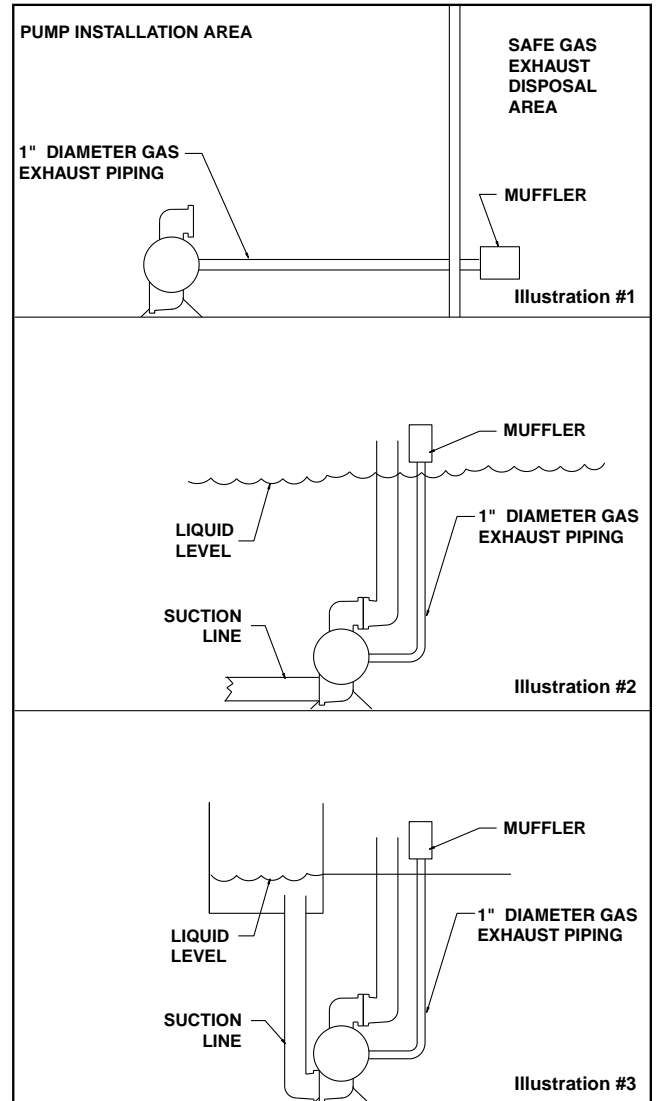 PUMP INSTALLATION AREA
SAFE GAS
EXHAUST
DISPOSAL
AREA
1" DIAMETER GAS
EXHAUST PIPING
MUFFLER
Illustration #1
MUFFLER
LIQUID
LEVEL
1" DIAMETER GAS
EXHAUST PIPING
SUCTION
LINE
Illustration #2
MUFFLER
LIQUID
LEVEL
1" DIAMETER GAS
EXHAUST PIPING
SUCTION
LINE
Illustration #3